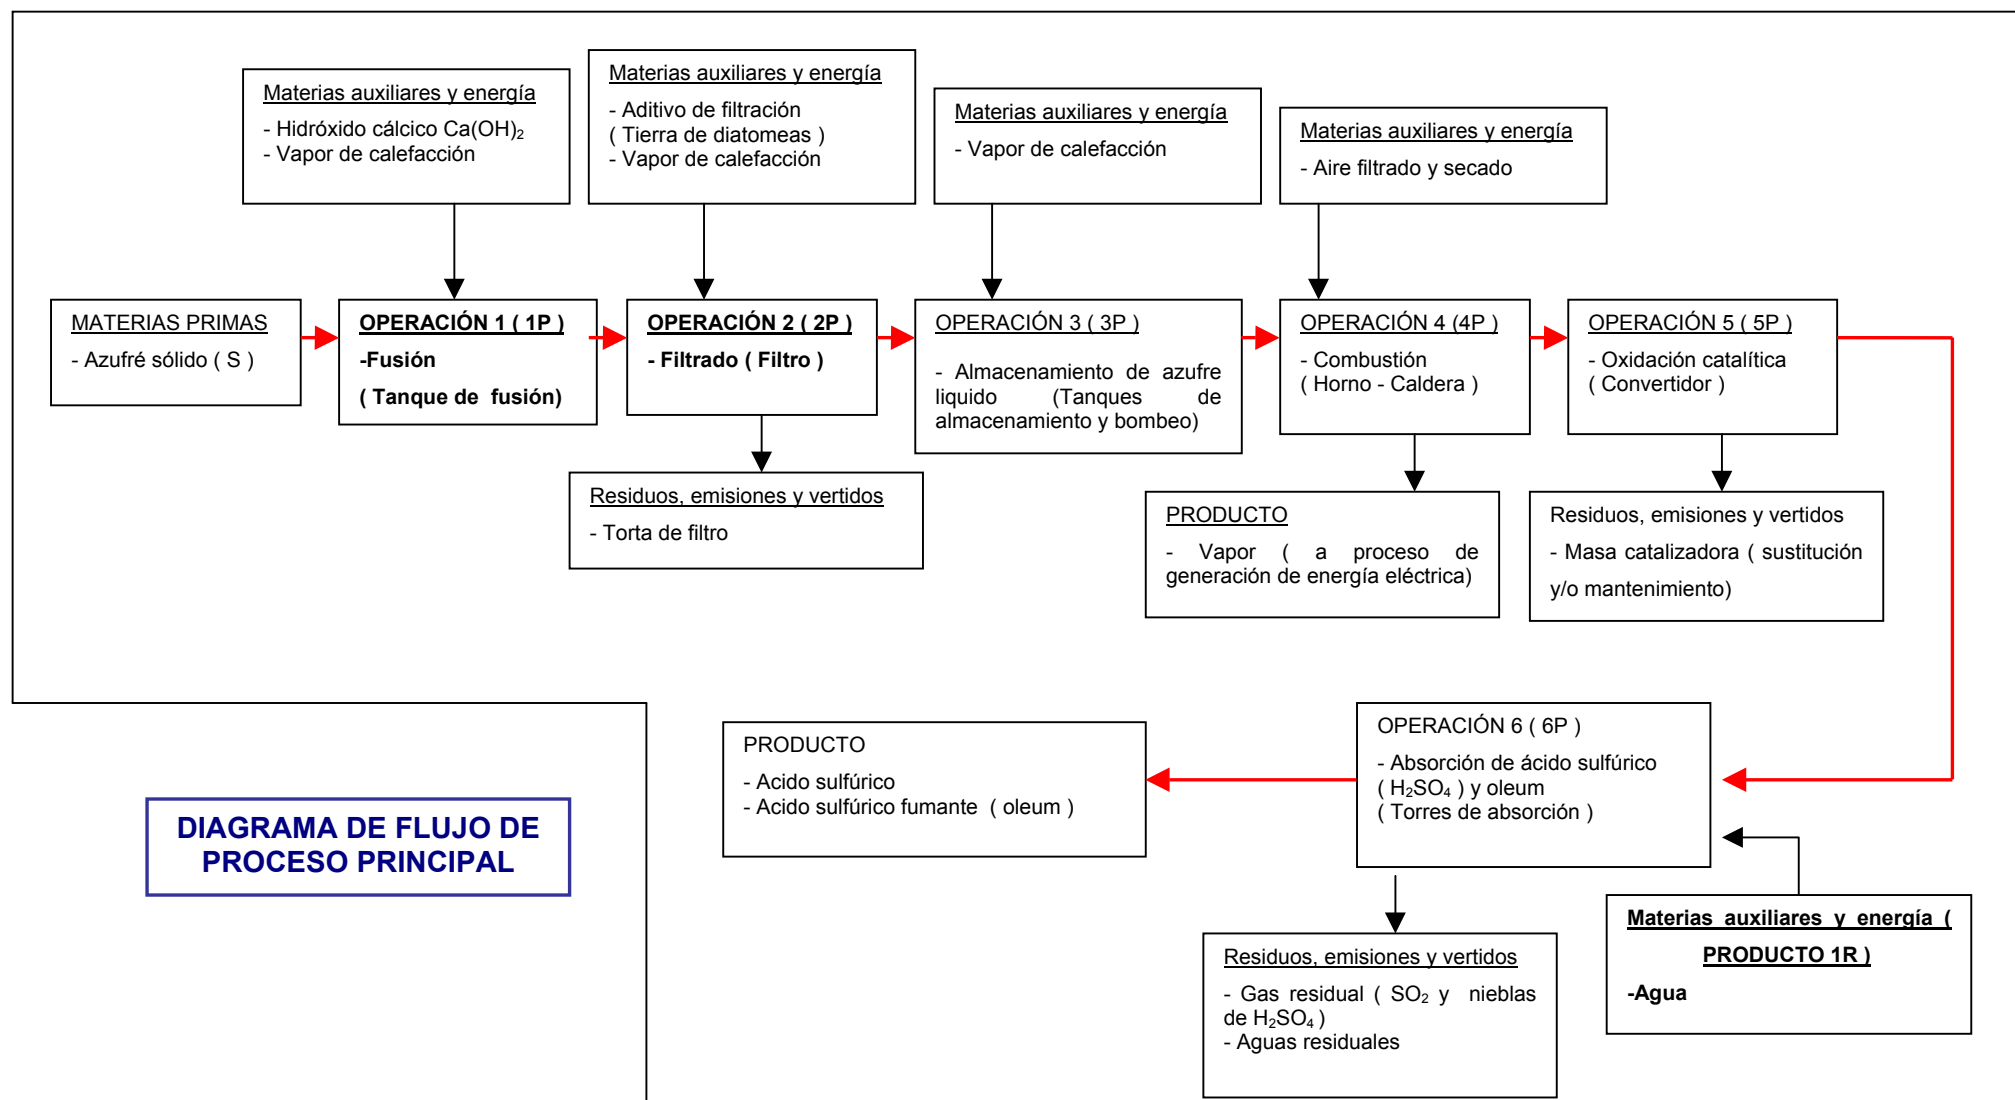 Materias auxiliares y energía
- Hidróxido cálcico Ca(OH)₂
- Vapor de calefacción
Materias auxiliares y energía
- Aditivo de filtración
( Tierra de diatomeas )
- Vapor de calefacción
Materias auxiliares y energía
- Vapor de calefacción
Materias auxiliares y energía
- Aire filtrado y secado
MATERIAS PRIMAS
- Azufré sólido ( S )
OPERACIÓN 1 ( 1P )
-Fusión
( Tanque de fusión)
OPERACIÓN 2 ( 2P )
- Filtrado ( Filtro )
OPERACIÓN 3 ( 3P )
- Almacenamiento de azufre
liquido (Tanques de
almacenamiento y bombeo)
OPERACIÓN 4 (4P )
- Combustión
( Horno - Caldera )
OPERACIÓN 5 ( 5P )
- Oxidación catalítica
( Convertidor )
Residuos, emisiones y vertidos
- Torta de filtro
PRODUCTO
- Vapor ( a proceso de
generación de energía eléctrica)
Residuos, emisiones y vertidos
- Masa catalizadora ( sustitución
y/o mantenimiento)
OPERACIÓN 6 ( 6P )
- Absorción de ácido sulfúrico
( H₂SO₄ ) y oleum
( Torres de absorción )
PRODUCTO
- Acido sulfúrico
- Acido sulfúrico fumante ( oleum )
DIAGRAMA DE FLUJO DE
PROCESO PRINCIPAL
Materias auxiliares y energía (
PRODUCTO 1R )
-Agua
Residuos, emisiones y vertidos
- Gas residual ( SO₂ y nieblas
de H₂SO₄ )
- Aguas residuales